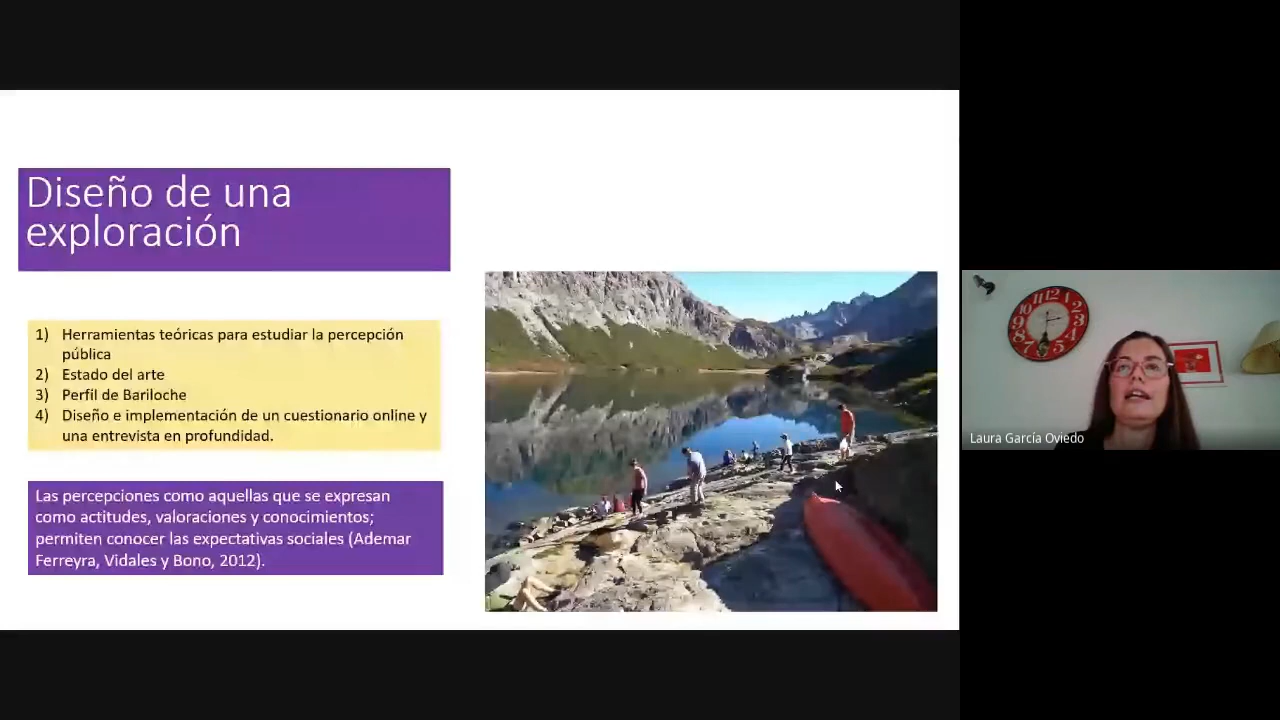 Diseño de una
exploración
1) Herramientas teóricas para estudiar la percepción
pública
2) Estado del arte
3) Perfil de Bariloche
4) Diseño e implementación de un cuestionario online y
una entrevista en profundidad.
Las percepciones como aquellas que se expresan
como actitudes, valoraciones y conocimientos;
permiten conocer las expectativas sociales (Ademar
Ferreyra, Vidales y Bono, 2012).
Laura García Oviedo